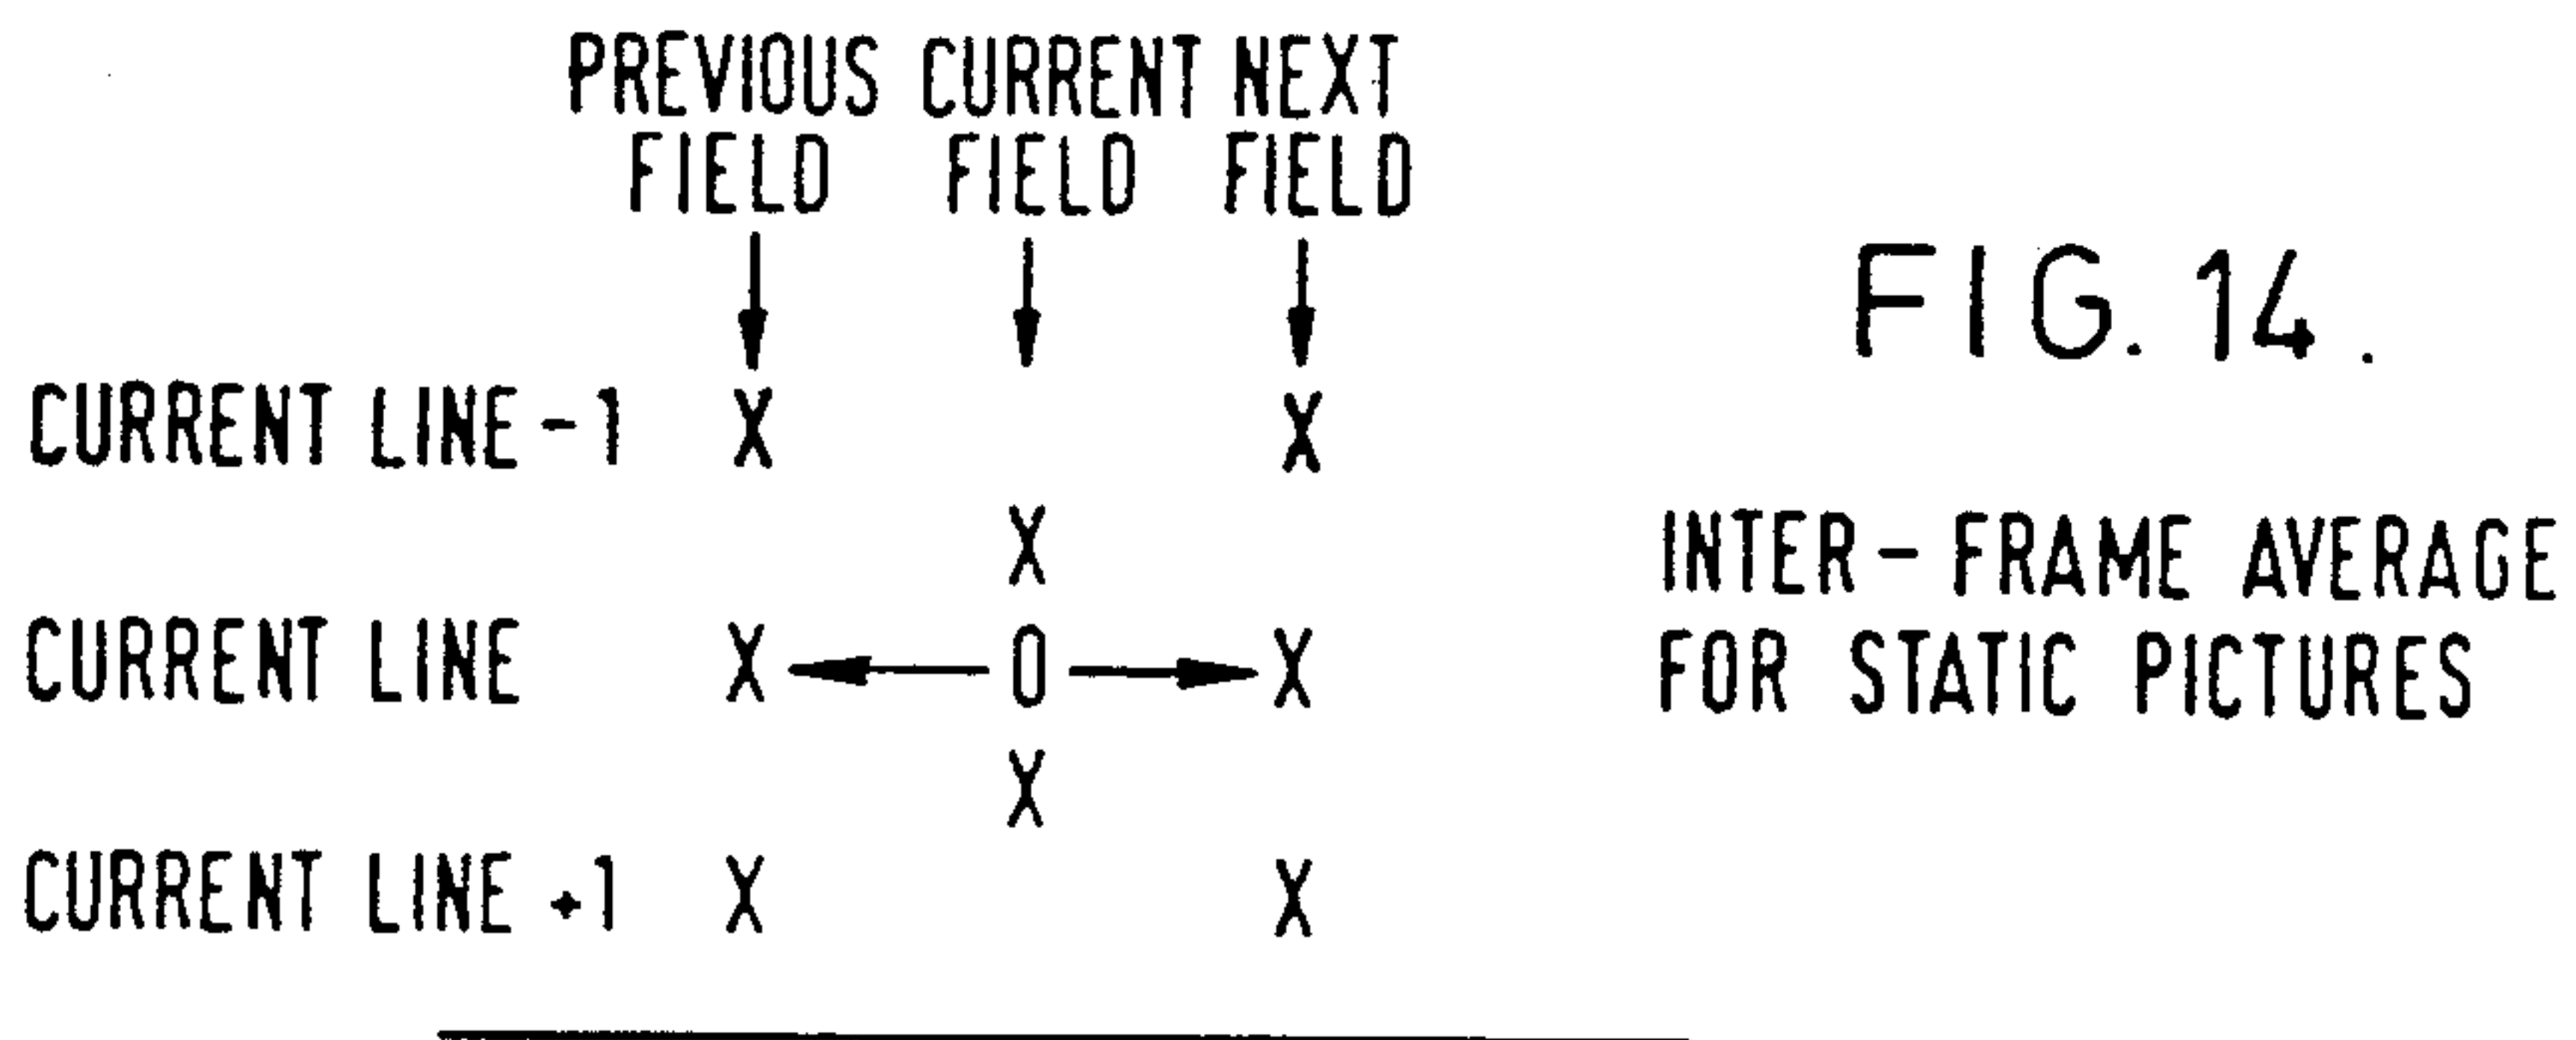 PREVIOUS CURRENT NEXT
FIELD FIELD FIELD
FIG. 14.
CURRENT LINE -1 X X
X
INTER - FRAME AVERAGE
CURRENT LINE X O X
FOR STATIC PICTURES
X
CURRENT LINE +1 X X